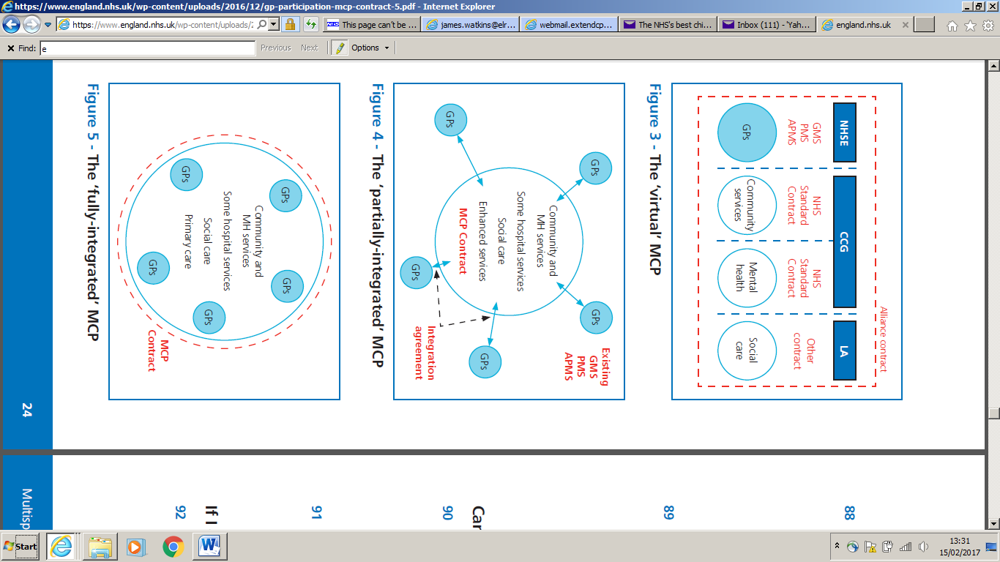 https://www.england.nhs.uk/wp-content/uploads/2016/12/gp-participation-mcp-contract-5.pdf - Internet Explorer
https://www.england.nhs.uk/wp-content/uploads/2
This page can't be ...
james.watkins@elr...
webmail.extendcp...
The NHS's best chi...
Inbox (111) - 'Yah...
england.nhs.uk
Find: e
Previous
Next
Options
Alliance contract
NHSE
CCG
LA
GMS
PMS
APMS
NHS
Standard
Contract
NHS
Standard
Contract
Other
contract
GPs
Community
services
Mental
health
Social
care
Figure 3 - The 'virtual' MCP
Existing
GMS
PMS
APMS
GPs
GPs
Community and
MH services
Some hospital services
Social care
Enhanced services
MCP Contract
GPs
GPs
GPs
Integration
agreement
Figure 4 - The 'partially-integrated' MCP
GPs
GPs
Community and
MH services
Some hospital services
Social care
Primary care
GPs
GPs
GPs
MCP
Contract
Figure 5 - The 'fully-integrated' MCP
24
88
89
90
Car
91
If I
92
Multisp
Start
13:31
15/02/2017